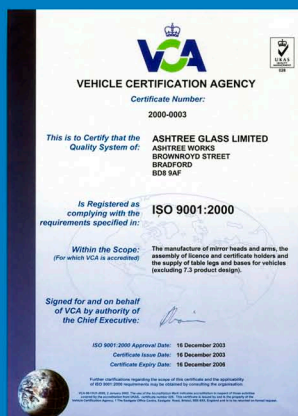 VCA
UKAS
QUALITY
MANAGEMENT
VEHICLE CERTIFICATION AGENCY
Certificate Number:
2000-0003
This is to Certify that the
Quality System of:
ASHTREE GLASS LIMITED
ASHTREE WORKS
BROWNROYD STREET
BRADFORD
BD8 9AF
Is Registered as
complying with the
requirements specified in:
ISO 9001:2000
Within the Scope:
(For which VCA is accredited)
The manufacture of mirror heads and arms, the
assembly of licence and certificate holders and
the supply of table legs and bases for vehicles
(excluding 7.3 product design).
Signed for and on behalf
of VCA by authority of
the Chief Executive:
ISO 9001:2000 Approval Date: 16 December 2003
Certificate Issue Date: 16 December 2003
Certificate Expiry Date: 16 December 2006
Further clarifications regarding the scope of this certificate and the applicability
of ISO 9001:2000 requirements may be obtained by consulting the organisation.